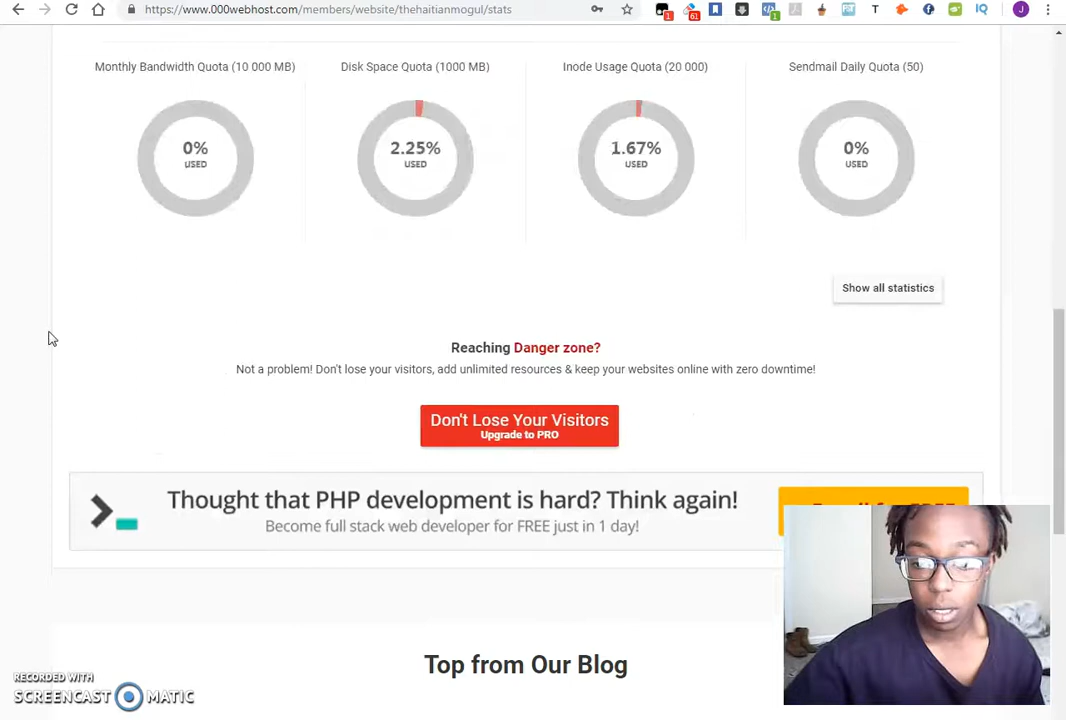 https://www.000webhost.com/members/website/thehaitianmogul/stats
1
61
1
T
IQ
J
Monthly Bandwidth Quota (10 000 MB)
Disk Space Quota (1000 MB)
Inode Usage Quota (20 000)
Sendmail Daily Quota (50)
0%
USED
2.25%
USED
1.67%
USED
0%
USED
Show all statistics
Reaching Danger zone?
Not a problem! Don't lose your visitors, add unlimited resources & keep your websites online with zero downtime!
Don't Lose Your Visitors
Upgrade to PRO
Thought that PHP development is hard? Think again!
Become full stack web developer for FREE just in 1 day!
Top from Our Blog
RECORDED WITH
SCREENCAST MATIC